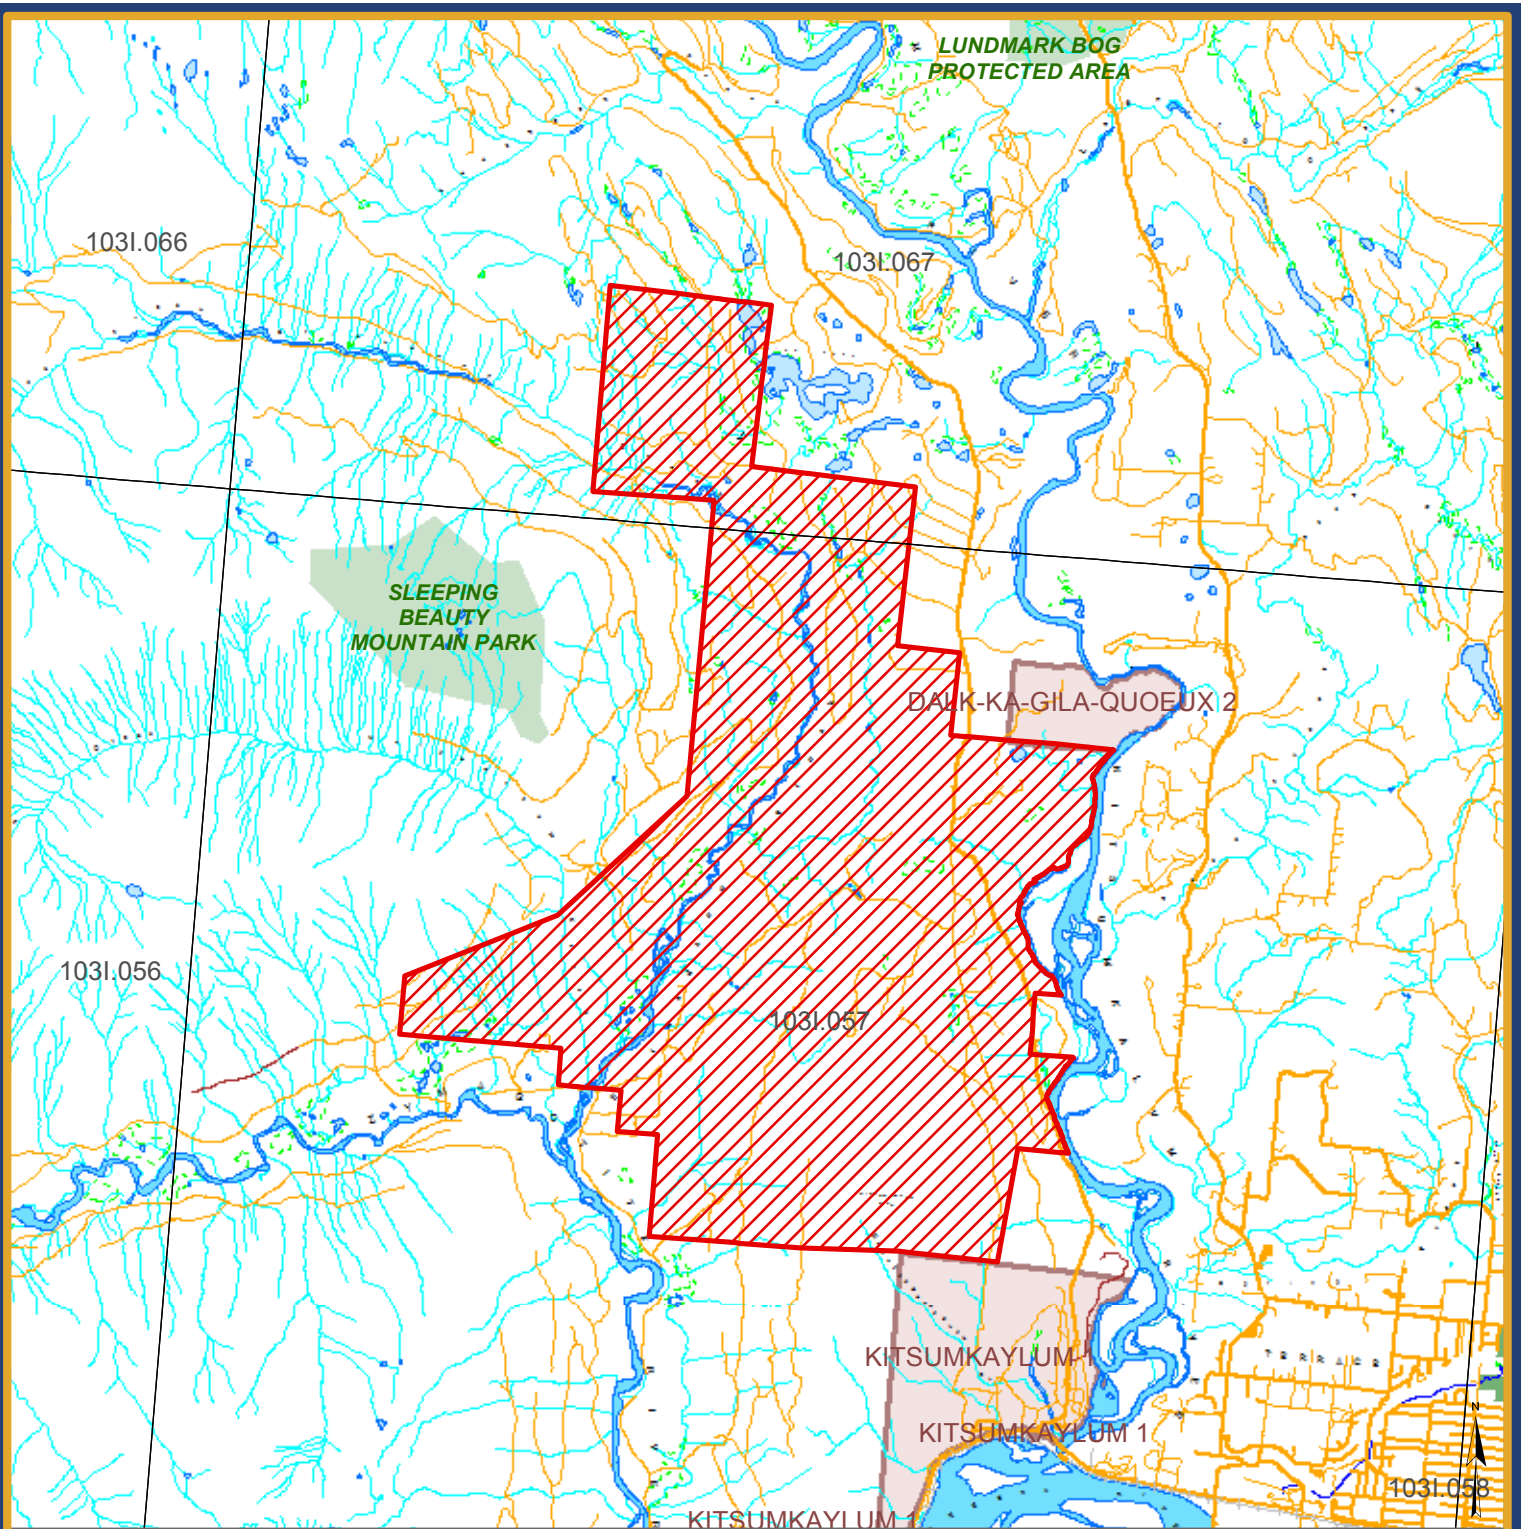 LUNDMARK BOG
PROTECTED AREA
103I.066
103I.067
SLEEPING
BEAUTY
MOUNTAIN PARK
DALK-KA-GILA-QUOEUX 2
103I.056
103I.057
KITSUMKAYLUM 1
TERRACE
N
KITSUMKAYLUM 1
103I.058
KITSUMKAYLUM 1